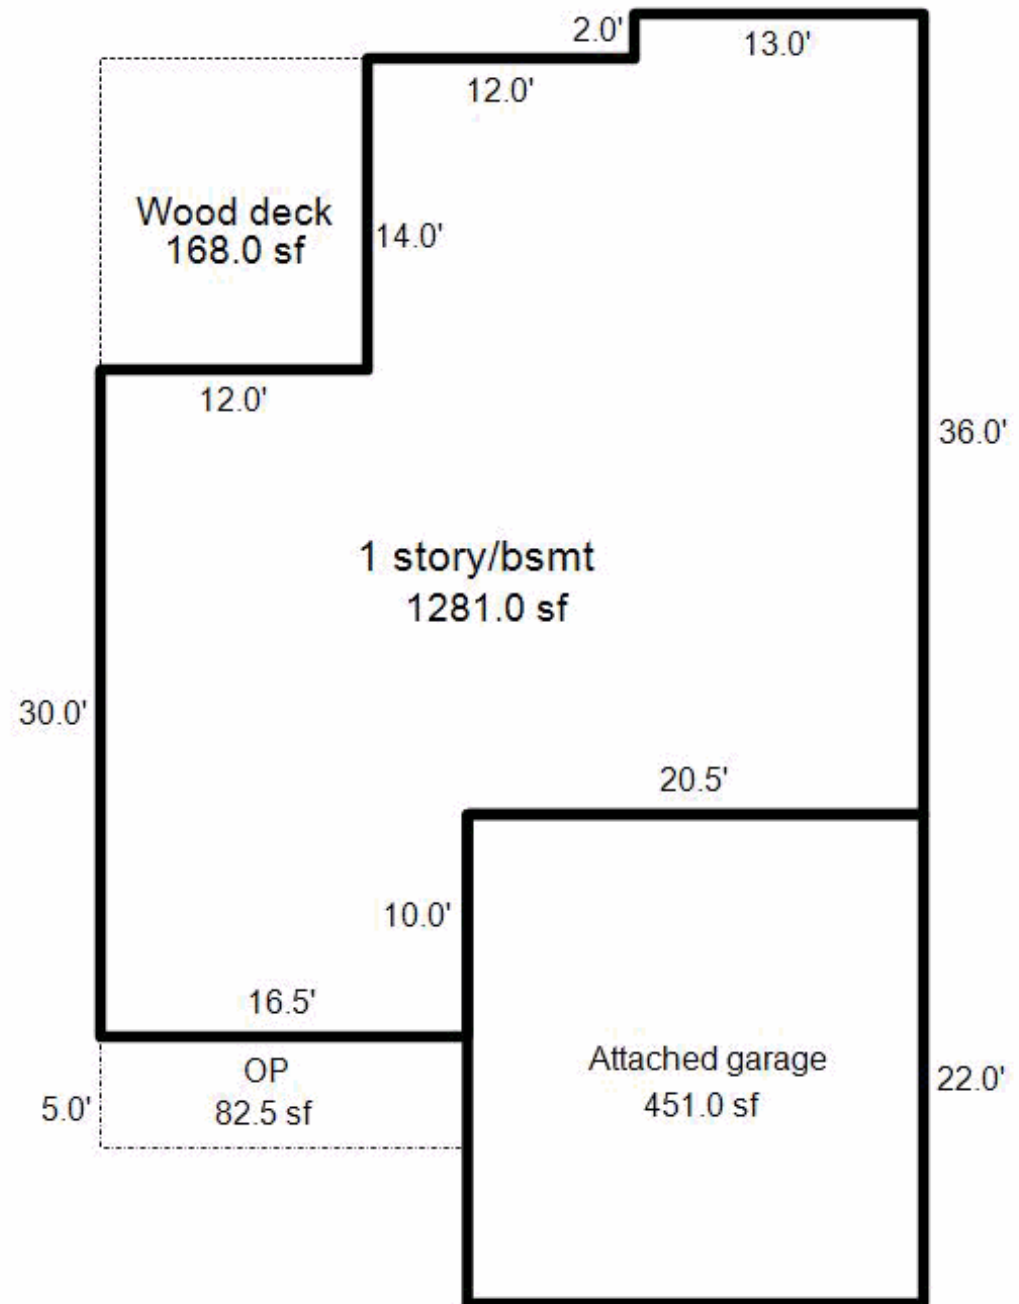 2.0'
13.0'
12.0'
Wood deck
168.0 sf
14.0'
12.0'
36.0'
1 story/bsmt
1281.0 sf
30.0'
20.5'
10.0'
16.5'
OP
82.5 sf
5.0'
Attached garage
451.0 sf
22.0'